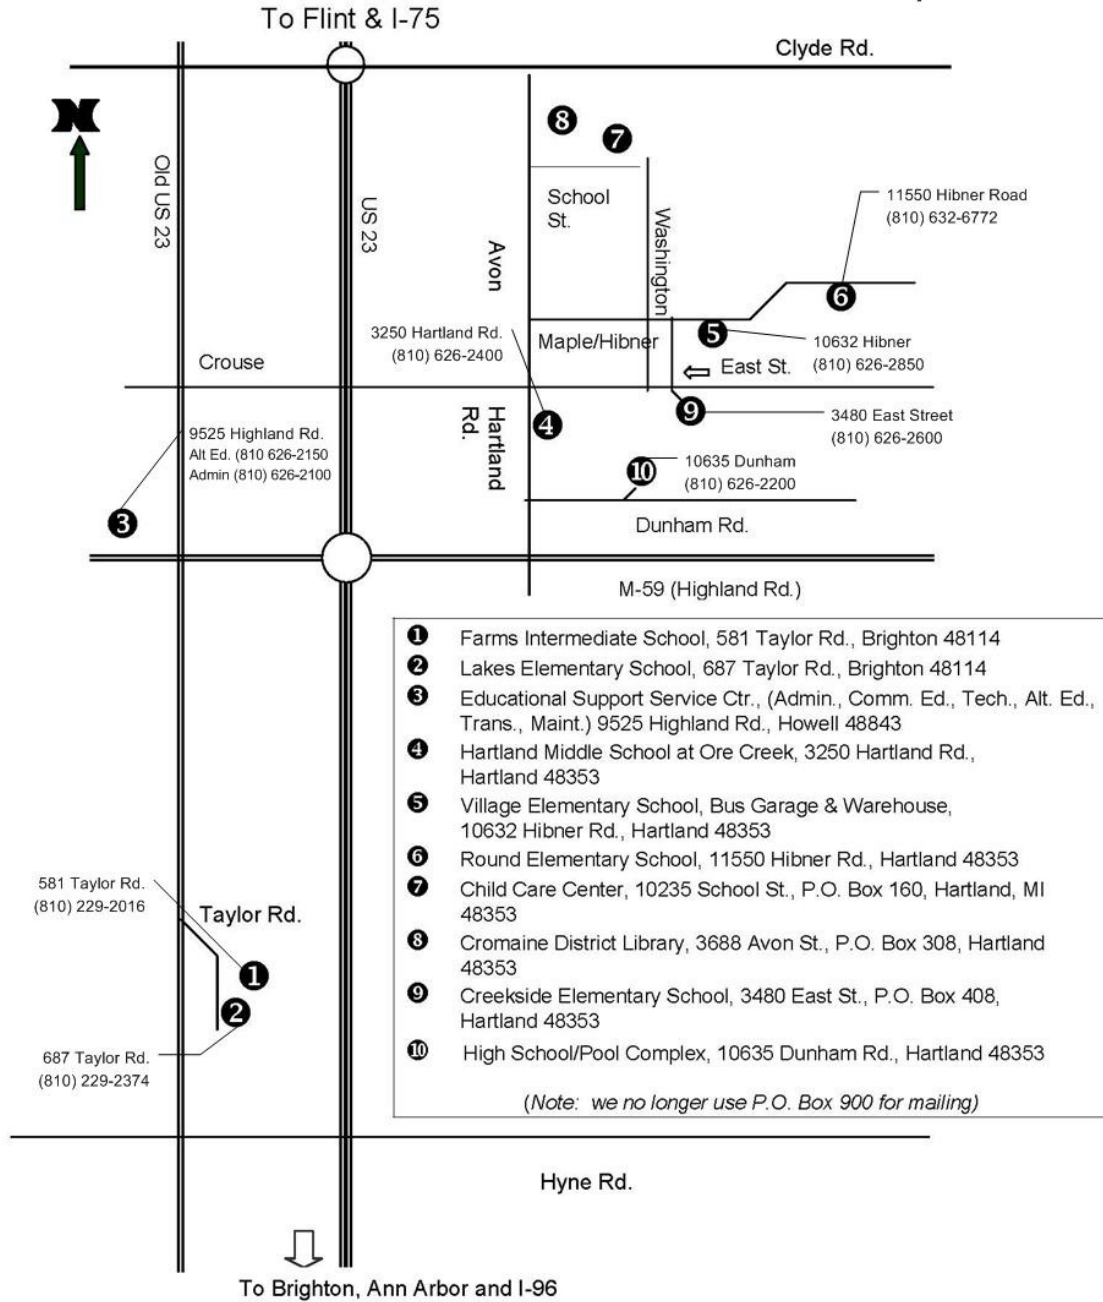 To Flint & I-75
Clyde Rd.
N
Old US 23
US 23
Avon
School
St.
Washington
11550 Hibner Road
(810) 632-6772
3250 Hartland Rd.
(810) 626-2400
Maple/Hibner
10632 Hibner
(810) 626-2850
Crouse
East St.
Hartland
Rd.
3480 East Street
(810) 626-2600
9525 Highland Rd.
Alt Ed. (810 626-2150
Admin (810) 626-2100
10635 Dunham
(810) 626-2200
Dunham Rd.
M-59 (Highland Rd.)
8
7
6
5
4
9
10
3
1 Farms Intermediate School, 581 Taylor Rd., Brighton 48114
2 Lakes Elementary School, 687 Taylor Rd., Brighton 48114
3 Educational Support Service Ctr., (Admin., Comm. Ed., Tech., Alt. Ed.,
Trans., Maint.) 9525 Highland Rd., Howell 48843
4 Hartland Middle School at Ore Creek, 3250 Hartland Rd.,
Hartland 48353
5 Village Elementary School, Bus Garage & Warehouse,
10632 Hibner Rd., Hartland 48353
6 Round Elementary School, 11550 Hibner Rd., Hartland 48353
7 Child Care Center, 10235 School St., P.O. Box 160, Hartland, MI
48353
8 Cromaine District Library, 3688 Avon St., P.O. Box 308, Hartland
48353
9 Creekside Elementary School, 3480 East St., P.O. Box 408,
Hartland 48353
10 High School/Pool Complex, 10635 Dunham Rd., Hartland 48353
(Note: we no longer use P.O. Box 900 for mailing)
581 Taylor Rd.
(810) 229-2016
Taylor Rd.
1
2
687 Taylor Rd.
(810) 229-2374
Hyne Rd.
To Brighton, Ann Arbor and I-96